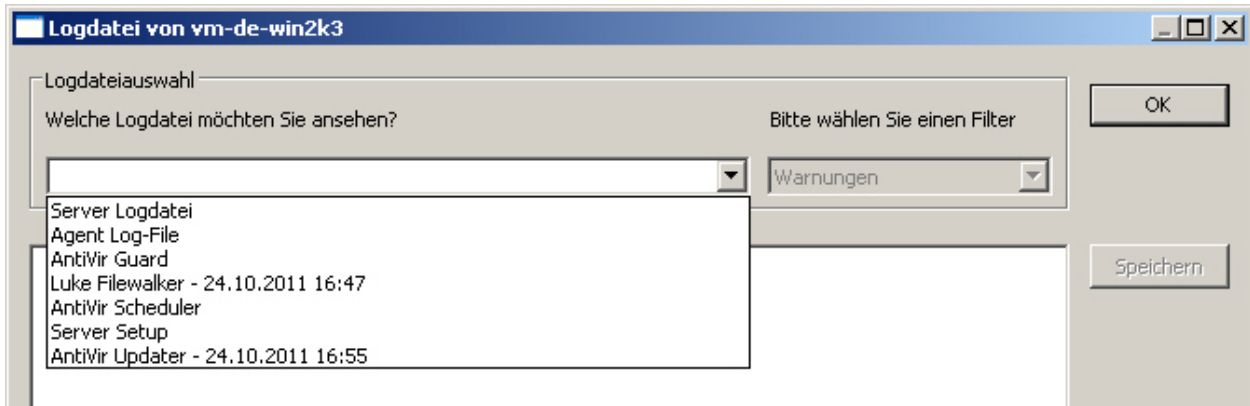 Logdatei von vm-de-win2k3
Logdateiauswahl
Welche Logdatei möchten Sie ansehen?
Bitte wählen Sie einen Filter
OK
Warnungen
Server Logdatei
Agent Log-File
AntiVir Guard
Luke Filewalker - 24.10.2011 16:47
AntiVir Scheduler
Server Setup
AntiVir Updater - 24.10.2011 16:55
Speichern